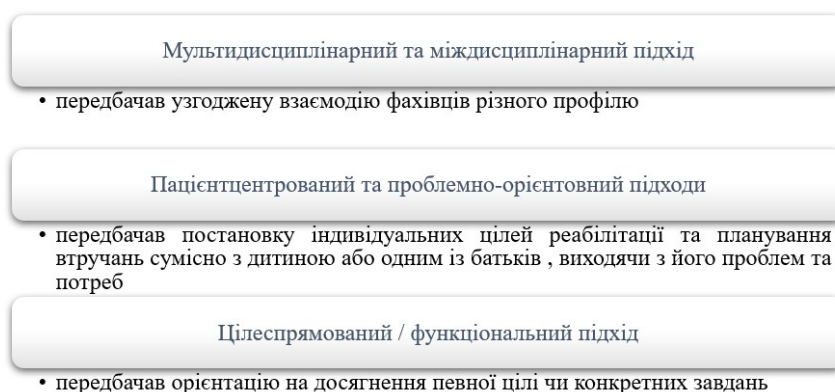 Мультидисциплінарний та міждисциплінарний підхід
• передбачав узгоджену взаємодію фахівців різного профілю
Пацієнтцентрований та проблемно-орієнтовний підходи
• передбачав постановку індивідуальних цілей реабілітації та планування
втручань сумісно з дитиною або одним із батьків , виходячи з його проблем та
потреб
Цілеспрямований / функціональний підхід
• передбачав орієнтацію на досягнення певної цілі чи конкретних завдань